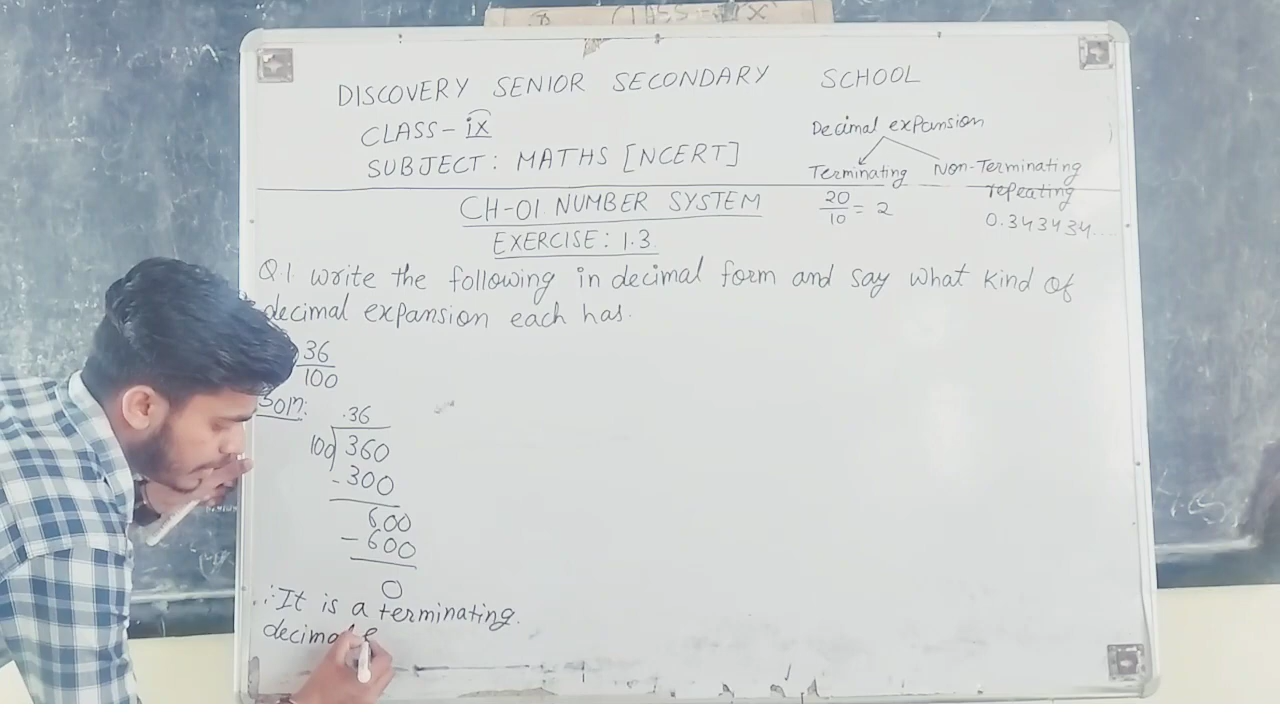 CLASS - IX
DISCOVERY SENIOR SECONDARY SCHOOL
CLASS - IX
SUBJECT: MATHS [NCERT]
Decimal expansion
Terminating Non-Terminating
repeating
20/10 = 2
0.343434....
CH-01 NUMBER SYSTEM
EXERCISE: 1.3
Q.1 write the following in decimal form and say what kind of
decimal expansion each has.
36
100
Soln:
.36
100 360
-300
600
-600
0
∴ It is a terminating.
decimal e